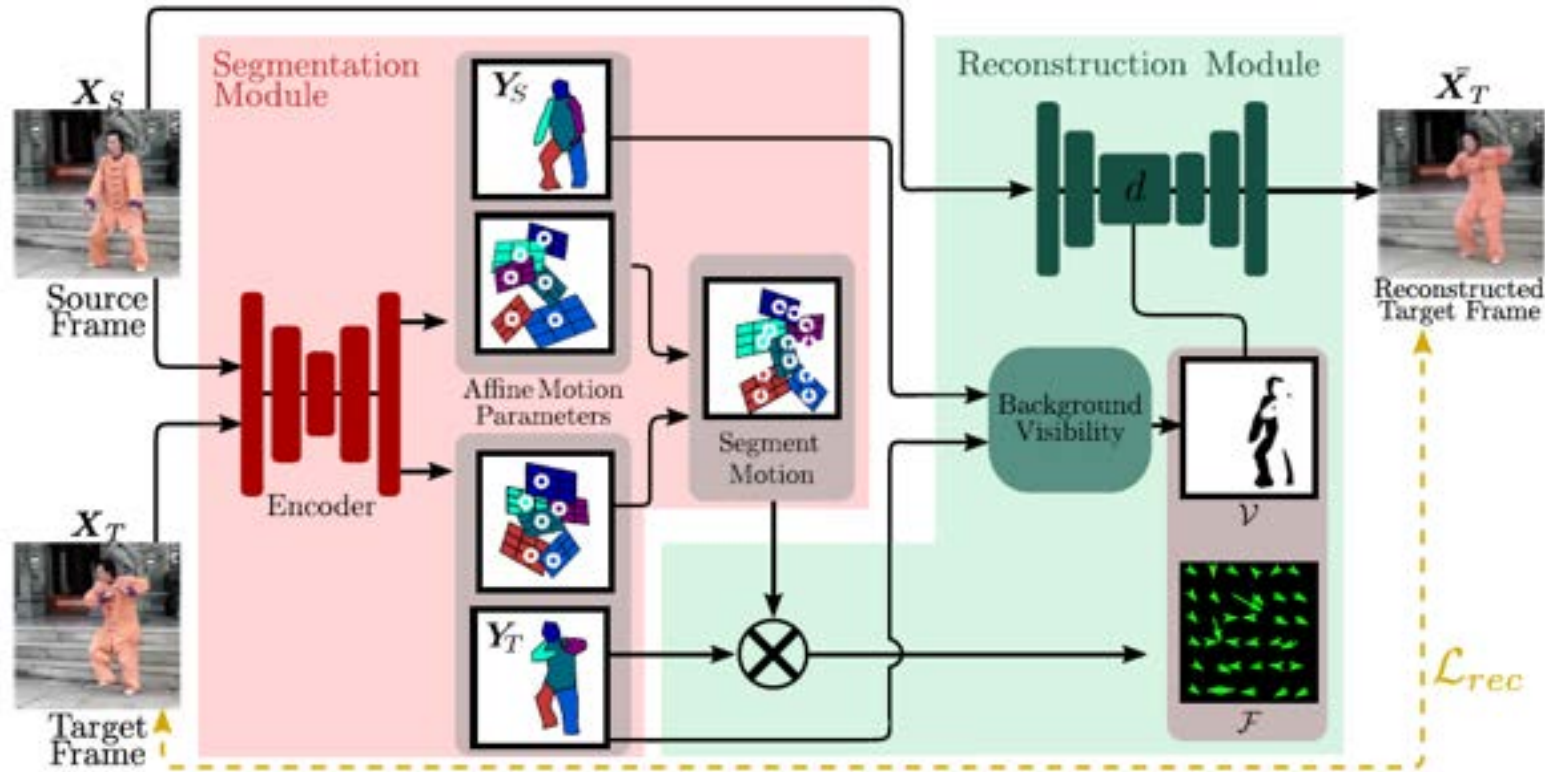 Segmentation
Module
Reconstruction Module
X_S
Y_S
X̄_T
d
Source
Frame
Reconstructed
Target Frame
Affine Motion
Parameters
Background
Visibility
Segment
Motion
Encoder
𝒱
X_T
Y_T
ℒ_rec
Target
Frame
ℱ